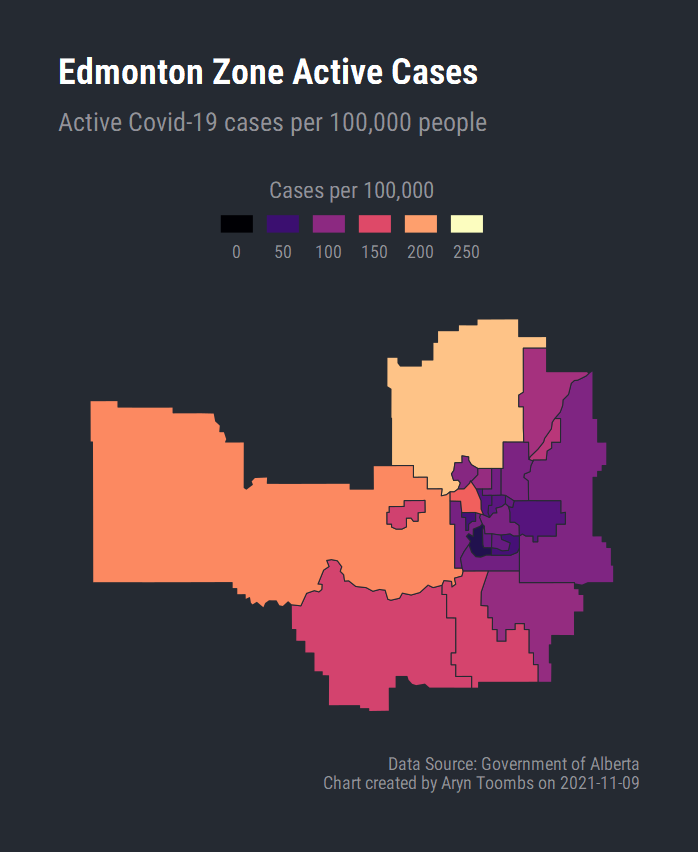 Edmonton Zone Active Cases
Active Covid-19 cases per 100,000 people
Cases per 100,000
0 50 100 150 200 250
Data Source: Government of Alberta
Chart created by Aryn Toombs on 2021-11-09